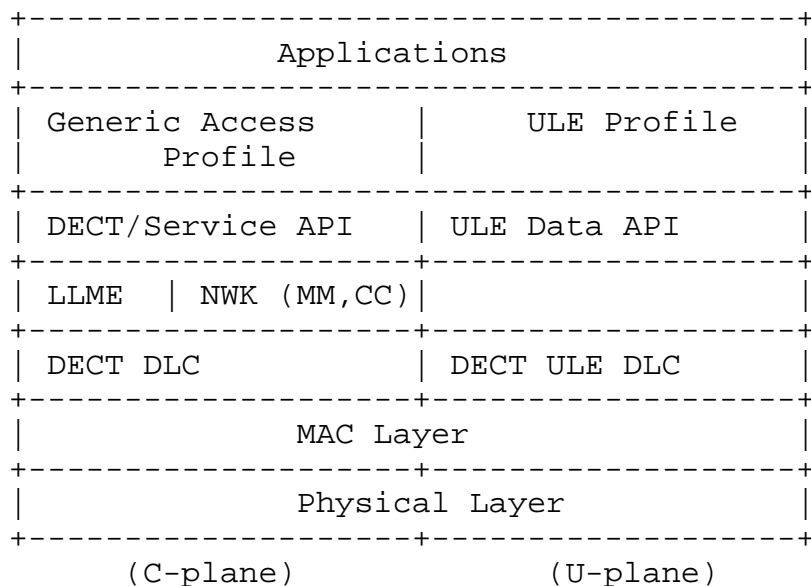 +----------------------------------------+
|             Applications               |
+----------------------------------------+
| Generic Access     |     ULE Profile   |
|       Profile      |                   |
+----------------------------------------+
| DECT/Service API   | ULE Data API      |
+--------------------+-------------------+
| LLME  | NWK (MM,CC)|                   |
+--------------------+-------------------+
| DECT DLC           | DECT ULE DLC      |
+--------------------+-------------------+
|              MAC Layer                 |
+--------------------+-------------------+
|              Physical Layer            |
+--------------------+-------------------+
      (C-plane)             (U-plane)